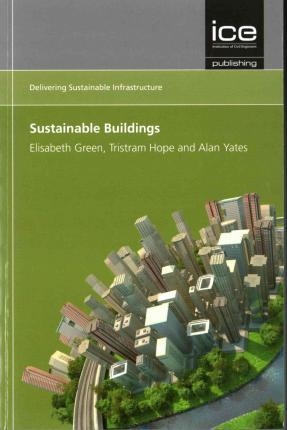 ice
Institution of Civil Engineers
publishing
Delivering Sustainable Infrastructure
Sustainable Buildings
Elisabeth Green, Tristram Hope and Alan Yates